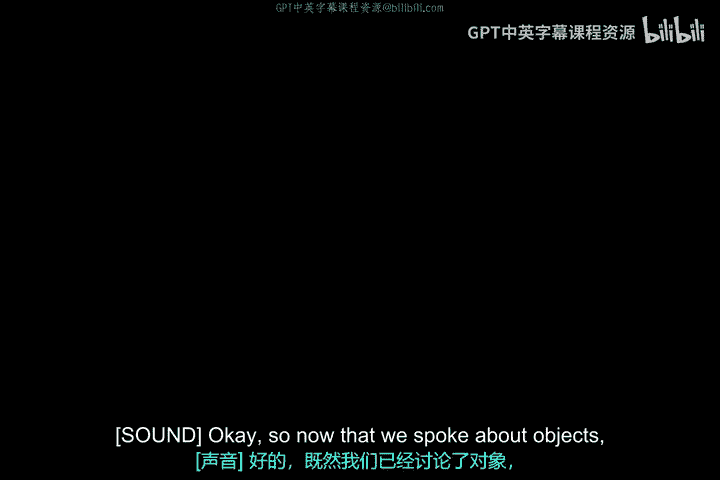 GPT中英字幕课程资源@bilibili.com
GPT中英字幕课程资源 bilibili
[SOUND] Okay, so now that we spoke about objects,
[声音] 好的，既然我们已经讨论了对象，